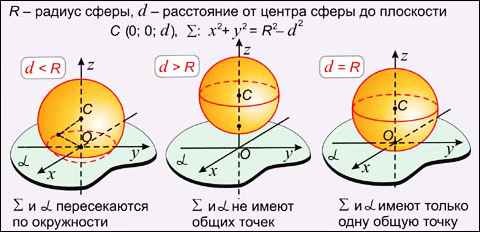 R – радиус сферы, d – расстояние от центра сферы до плоскости
C (0; 0; d), Σ: x²+ y² = R²– d²
d < R
d > R
d = R
z
C
O
α
x
y
z
C
O
α
x
y
z
C
O
α
x
y
Σ и α пересекаются
по окружности
Σ и α не имеют
общих точек
Σ и α имеют только
одну общую точку